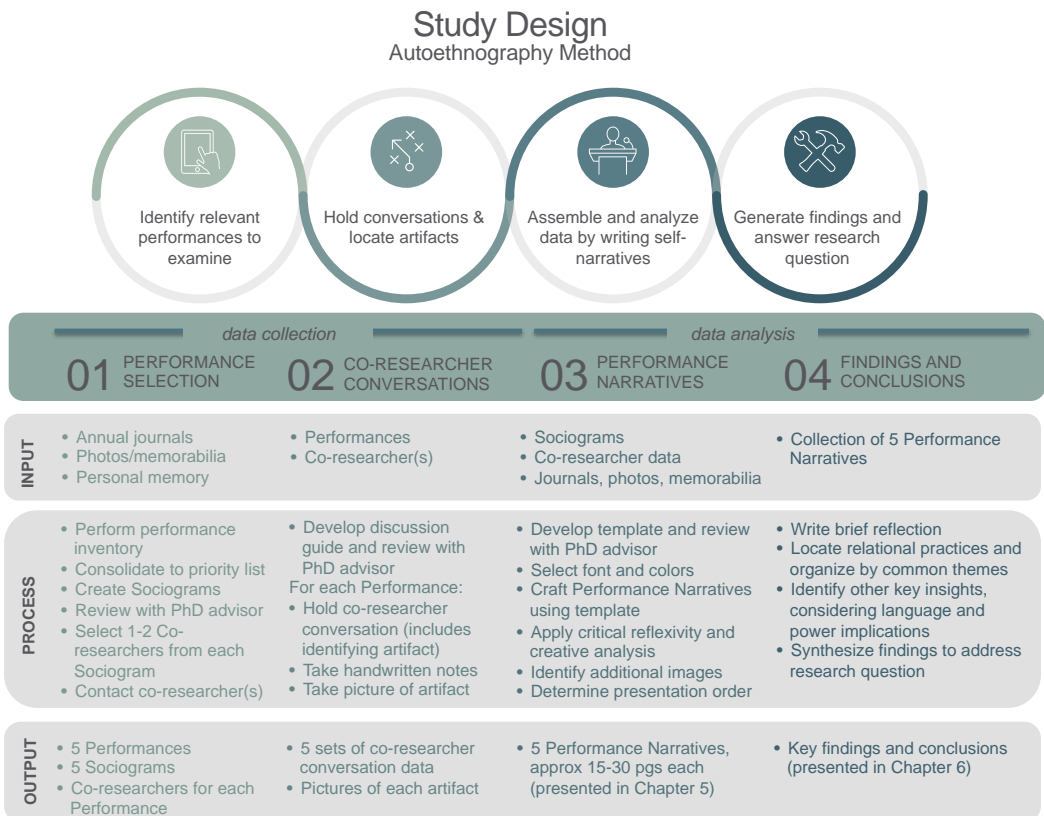 Study Design
Autoethnography Method
Identify relevant
performances to
examine
Hold conversations &
locate artifacts
Assemble and analyze
data by writing self-
narratives
Generate findings and
answer research
question
data collection
data analysis
01 PERFORMANCE
SELECTION
02 CO-RESEARCHER
CONVERSATIONS
03 PERFORMANCE
NARRATIVES
04 FINDINGS AND
CONCLUSIONS
INPUT
• Annual journals
• Photos/memorabilia
• Personal memory
• Performances
• Co-researcher(s)
• Sociograms
• Co-researcher data
• Journals, photos, memorabilia
• Collection of 5 Performance
Narratives
PROCESS
• Perform performance
inventory
• Consolidate to priority list
• Create Sociograms
• Review with PhD advisor
• Select 1-2 Co-
researchers from each
Sociogram
• Contact co-researcher(s)
• Develop discussion
guide and review with
PhD advisor
For each Performance:
• Hold co-researcher
conversation (includes
identifying artifact)
• Take handwritten notes
• Take picture of artifact
• Develop template and review
with PhD advisor
• Select font and colors
• Craft Performance Narratives
using template
• Apply critical reflexivity and
creative analysis
• Identify additional images
• Determine presentation order
• Write brief reflection
• Locate relational practices and
organize by common themes
• Identify other key insights,
considering language and
power implications
• Synthesize findings to address
research question
OUTPUT
• 5 Performances
• 5 Sociograms
• Co-researchers for each
Performance
• 5 sets of co-researcher
conversation data
• Pictures of each artifact
• 5 Performance Narratives,
approx 15-30 pgs each
(presented in Chapter 5)
• Key findings and conclusions
(presented in Chapter 6)